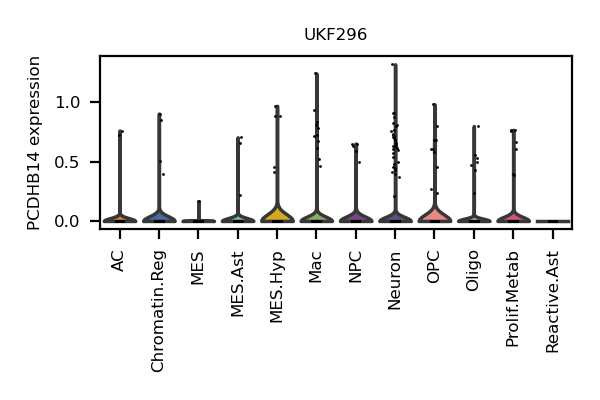 UKF296
PCDHB14 expression
1.0
0.5
0.0
AC
Chromatin.Reg
MES
MES.Ast
MES.Hyp
Mac
NPC
Neuron
OPC
Oligo
Prolif.Metab
Reactive.Ast